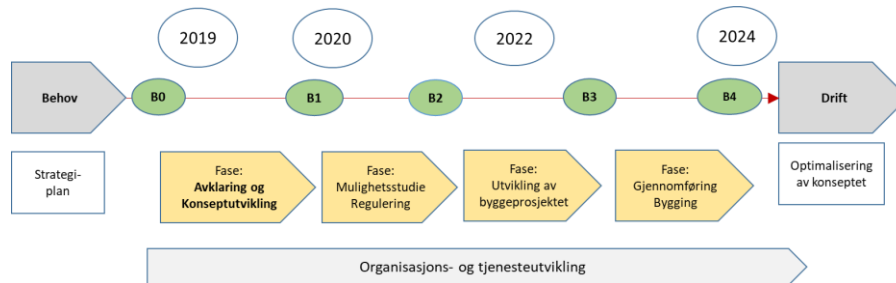 2019
2020
2022
2024
Behov
B0
B1
B2
B3
B4
Drift
Strategi-
plan
Fase:
Avklaring og
Konseptutvikling
Fase:
Mulighetsstudie
Regulering
Fase:
Utvikling av
byggeprosjektet
Fase:
Gjennomføring
Bygging
Optimalisering
av konseptet
Organisasjons- og tjenesteutvikling